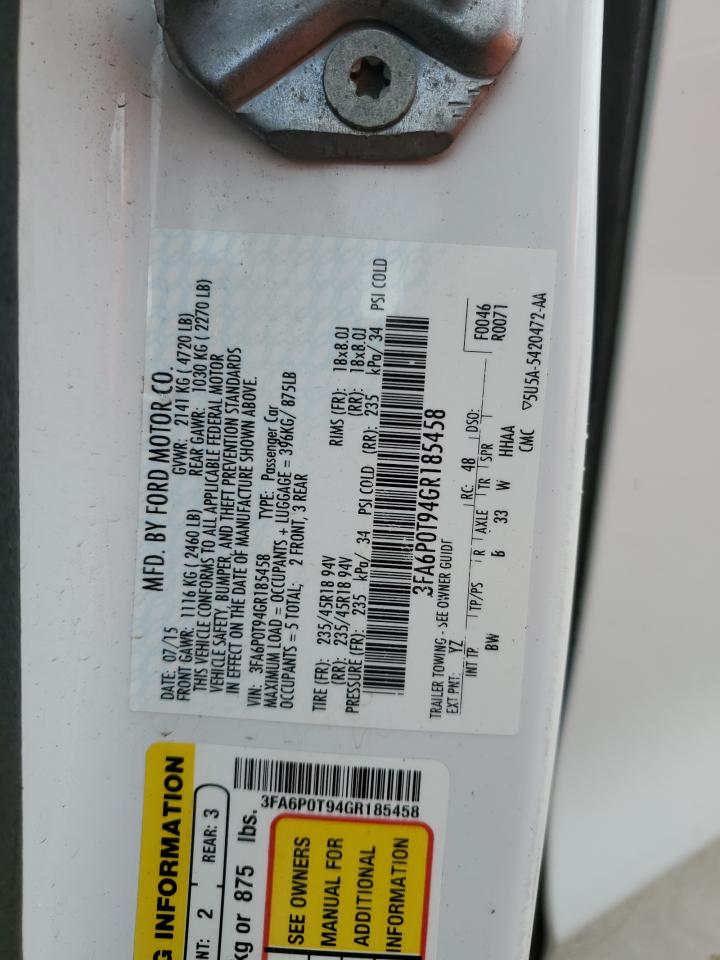 MFD. BY FORD MOTOR CO.
DATE: 07/15 GVWR: 2141 KG ( 4720 LB)
FRONT GAWR: 1116 KG ( 2460 LB) REAR GAWR: 1030 KG ( 2270 LB)
THIS VEHICLE CONFORMS TO ALL APPLICABLE FEDERAL MOTOR
VEHICLE SAFETY, BUMPER, AND THEFT PREVENTION STANDARDS
IN EFFECT ON THE DATE OF MANUFACTURE SHOWN ABOVE.
VIN: 3FA6P0T94GR185458 TYPE: Passenger Car
MAXIMUM LOAD = OCCUPANTS + LUGGAGE = 396KG/ 875LB
OCCUPANTS = 5 TOTAL; 2 FRONT, 3 REAR
TIRE (FR): 235/45R18 94V RIMS (FR): 18x8.0J
(RR): 235/45R18 94V (RR): 18x8.0J
PRESSURE (FR): 235 kPa/ 34 PSI COLD (RR): 235 kPa/ 34 PSI COLD
3FA6P0T94GR185458
TRAILER TOWING - SEE OWNER GUIDE
EXT PNT: YZ RC: 48 DSO: F0046
R0071
INT TR TP/PS R AXLE TR SPR
BW B 33 W HHAA
CMC ▽5U5A-5420472-AA
G INFORMATION
NT: 2 REAR: 3
kg or 875 lbs.
3FA6P0T94GR185458
SEE OWNERS
MANUAL FOR
ADDITIONAL
INFORMATION